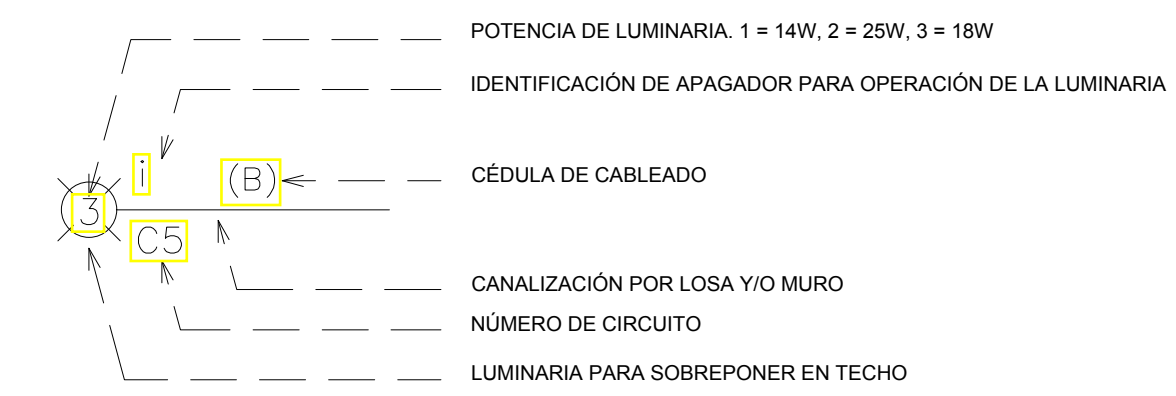 POTENCIA DE LUMINARIA. 1 = 14W, 2 = 25W, 3 = 18W
IDENTIFICACIÓN DE APAGADOR PARA OPERACIÓN DE LA LUMINARIA
i
(B)
CÉDULA DE CABLEADO
3
C5
CANALIZACIÓN POR LOSA Y/O MURO
NÚMERO DE CIRCUITO
LUMINARIA PARA SOBREPONER EN TECHO